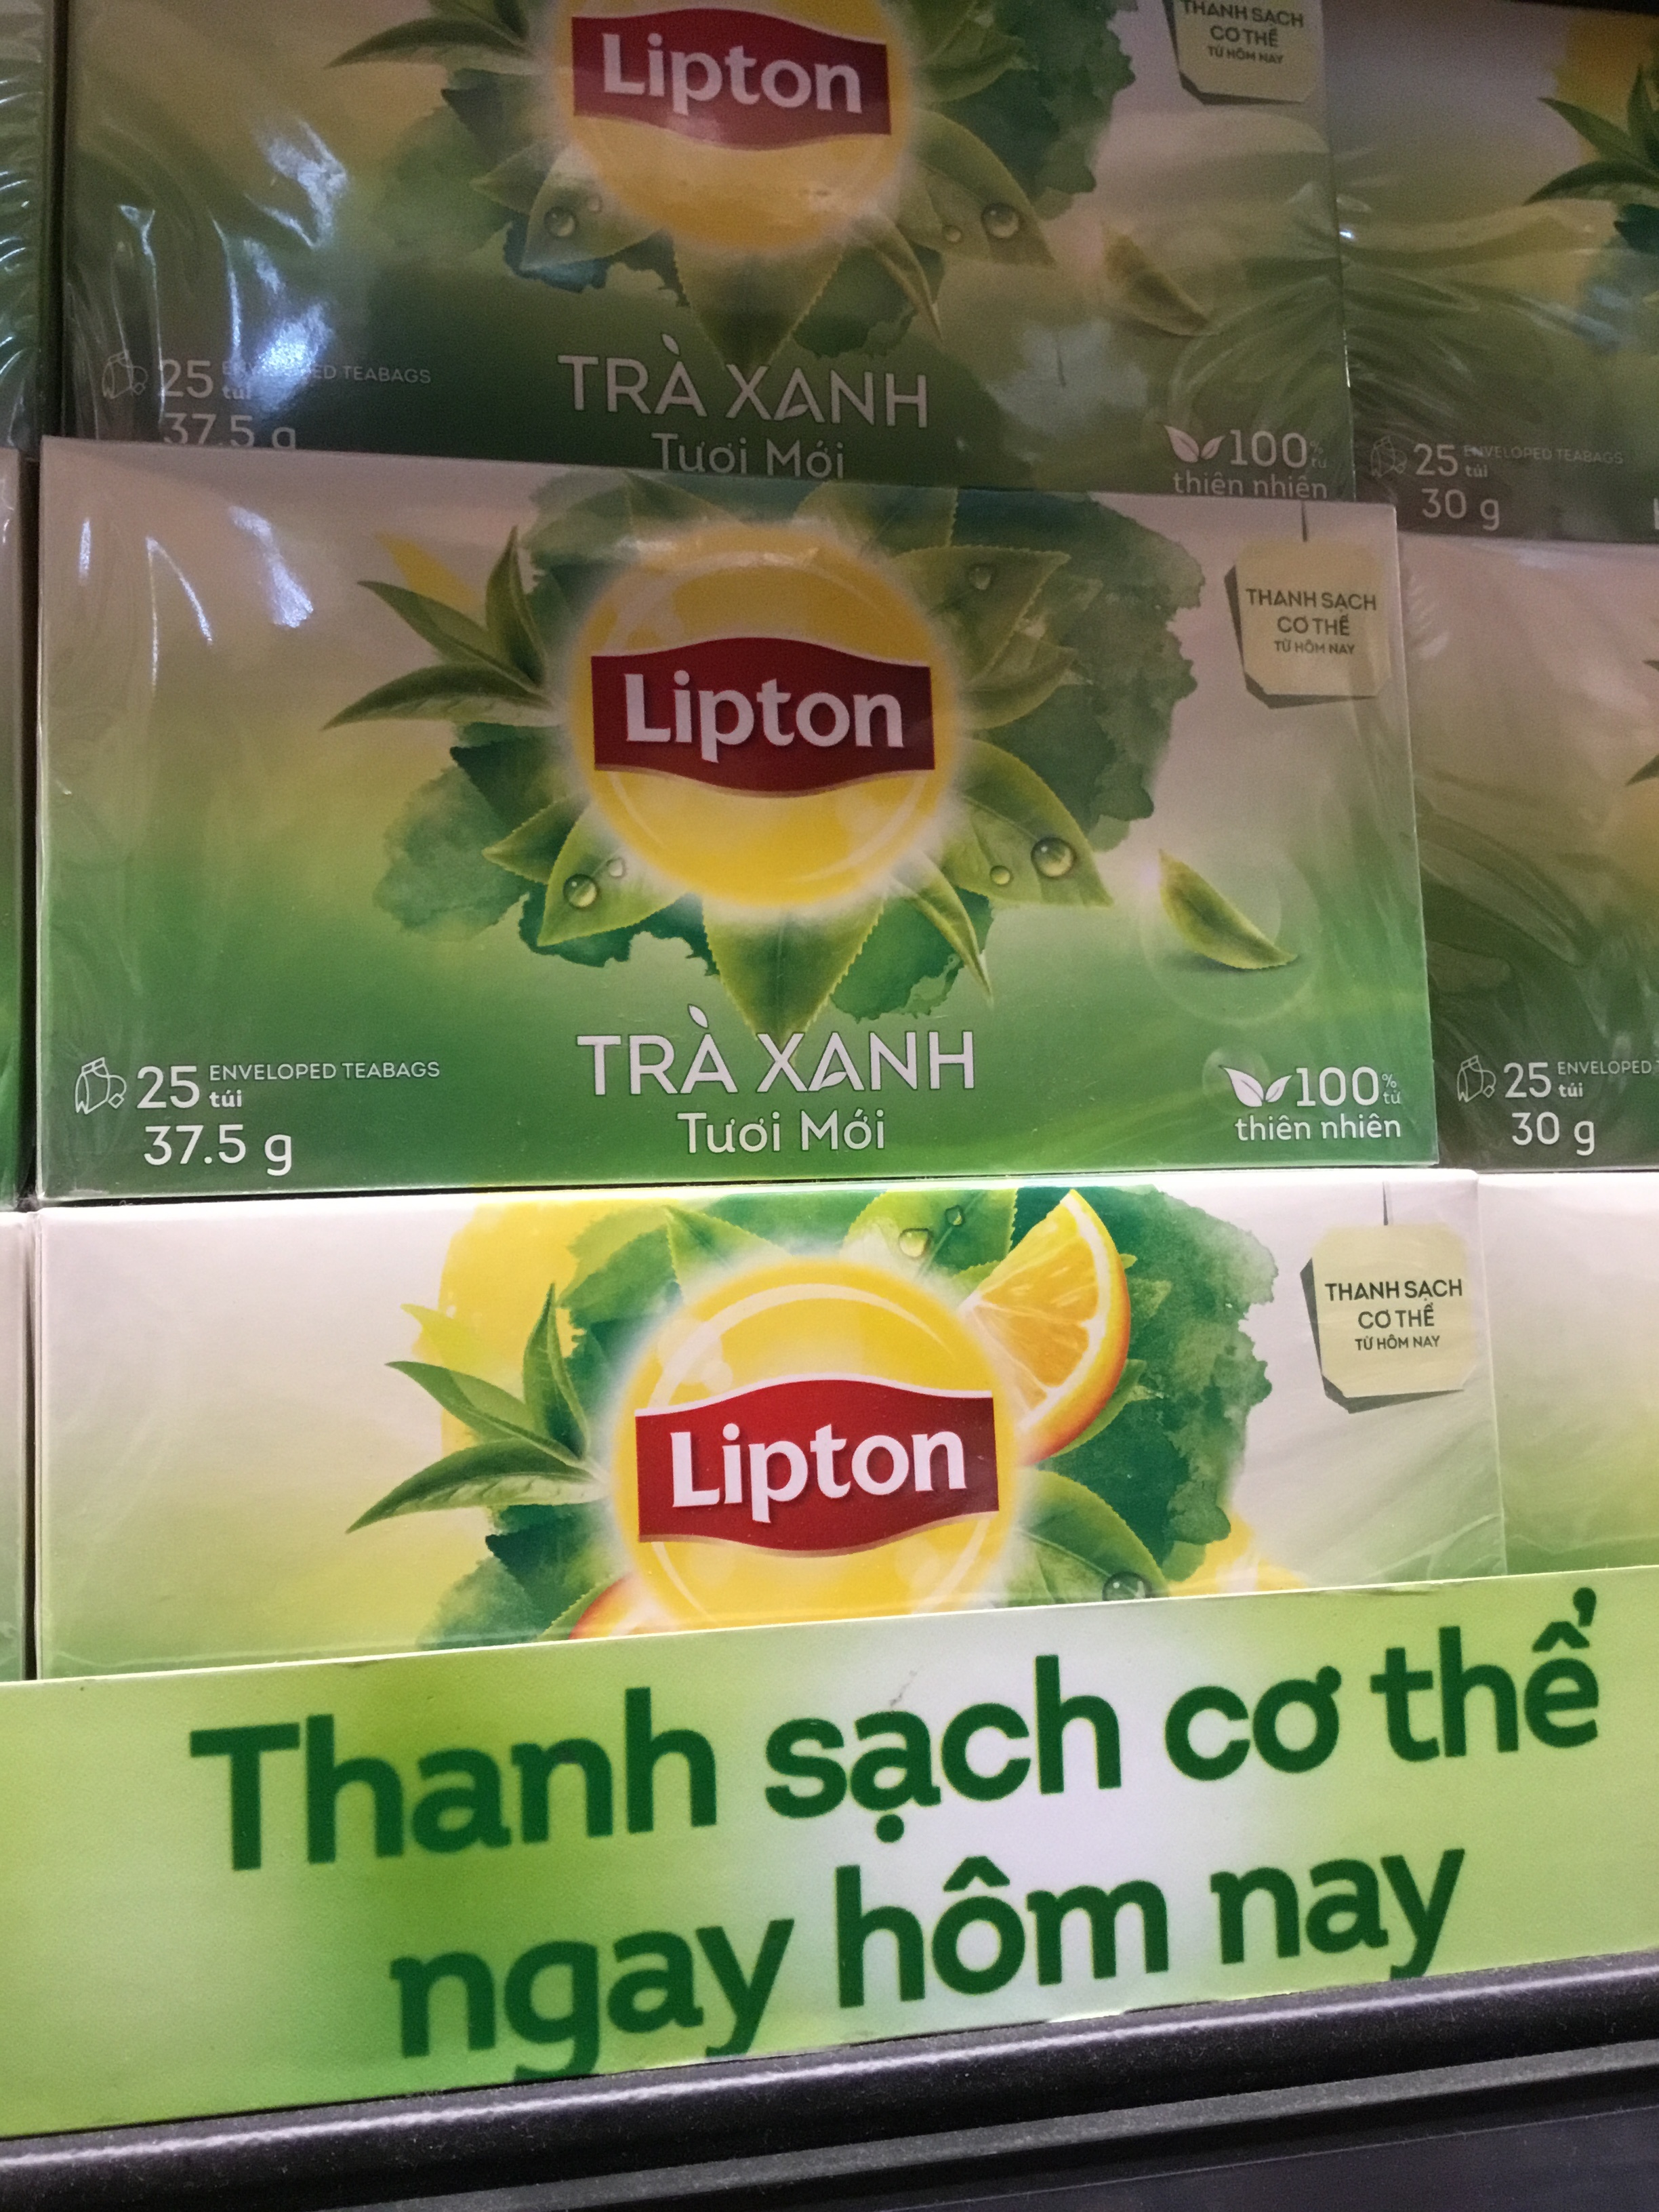 THANH SẠCH
CƠ THỂ
TỪ HÔM NAY
Lipton
25 túi TEABAGS
37.5 g
TRÀ XANH
Tươi Mới
100% từ
thiên nhiên
25 túi ENVELOPED TEABAGS
30 g
THANH SẠCH
CƠ THỂ
TỪ HÔM NAY
Lipton
25 túi ENVELOPED TEABAGS
37.5 g
TRÀ XANH
Tươi Mới
100% từ
thiên nhiên
25 túi ENVELOPED
30 g
THANH SẠCH
CƠ THỂ
TỪ HÔM NAY
Lipton
Thanh sạch cơ thể
ngay hôm nay